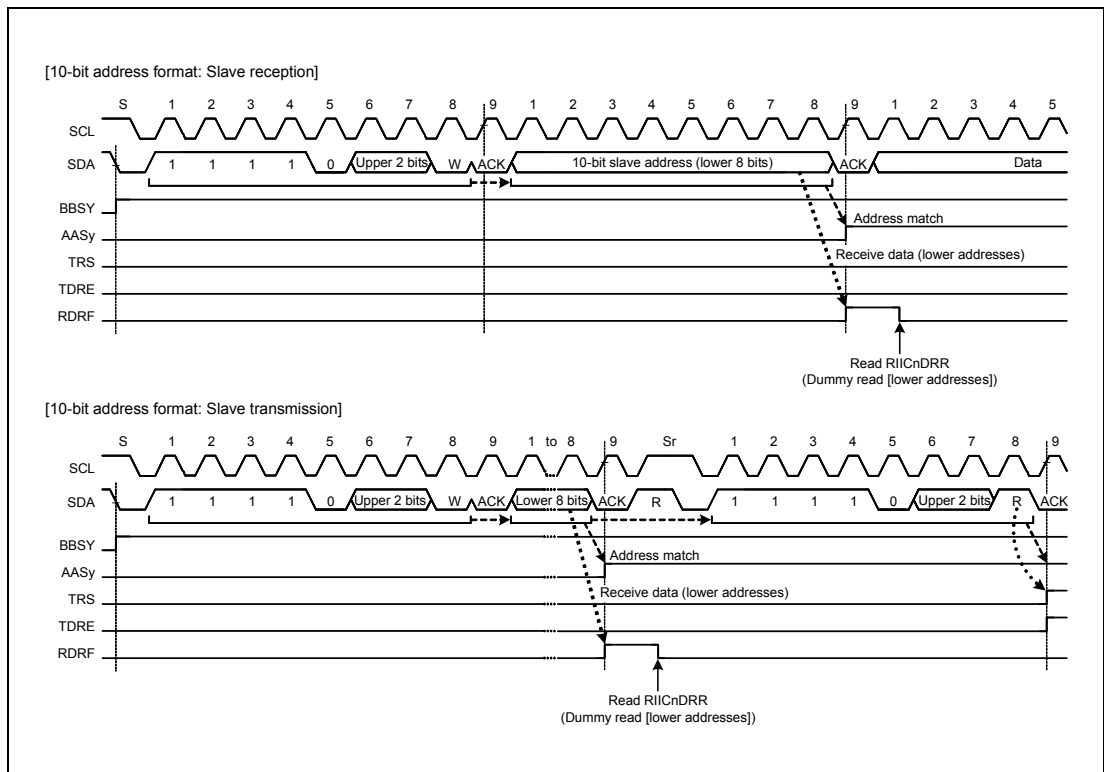 [10-bit address format: Slave reception]
S 1 2 3 4 5 6 7 8 9 1 2 3 4 5 6 7 8 9 1 2 3 4 5
SCL
SDA 1 1 1 1 0 Upper 2 bits W ACK 10-bit slave address (lower 8 bits) ACK Data
BBSY
Address match
AASy
TRS
Receive data (lower addresses)
TDRE
RDRF
Read RIICnDRR
(Dummy read [lower addresses])
[10-bit address format: Slave transmission]
S 1 2 3 4 5 6 7 8 9 1 to 8 9 Sr 1 2 3 4 5 6 7 8 9
SCL
SDA 1 1 1 1 0 Upper 2 bits W ACK Lower 8 bits ACK R 1 1 1 1 0 Upper 2 bits R ACK
BBSY
Address match
AASy
Receive data (lower addresses)
TRS
TDRE
RDRF
Read RIICnDRR
(Dummy read [lower addresses])